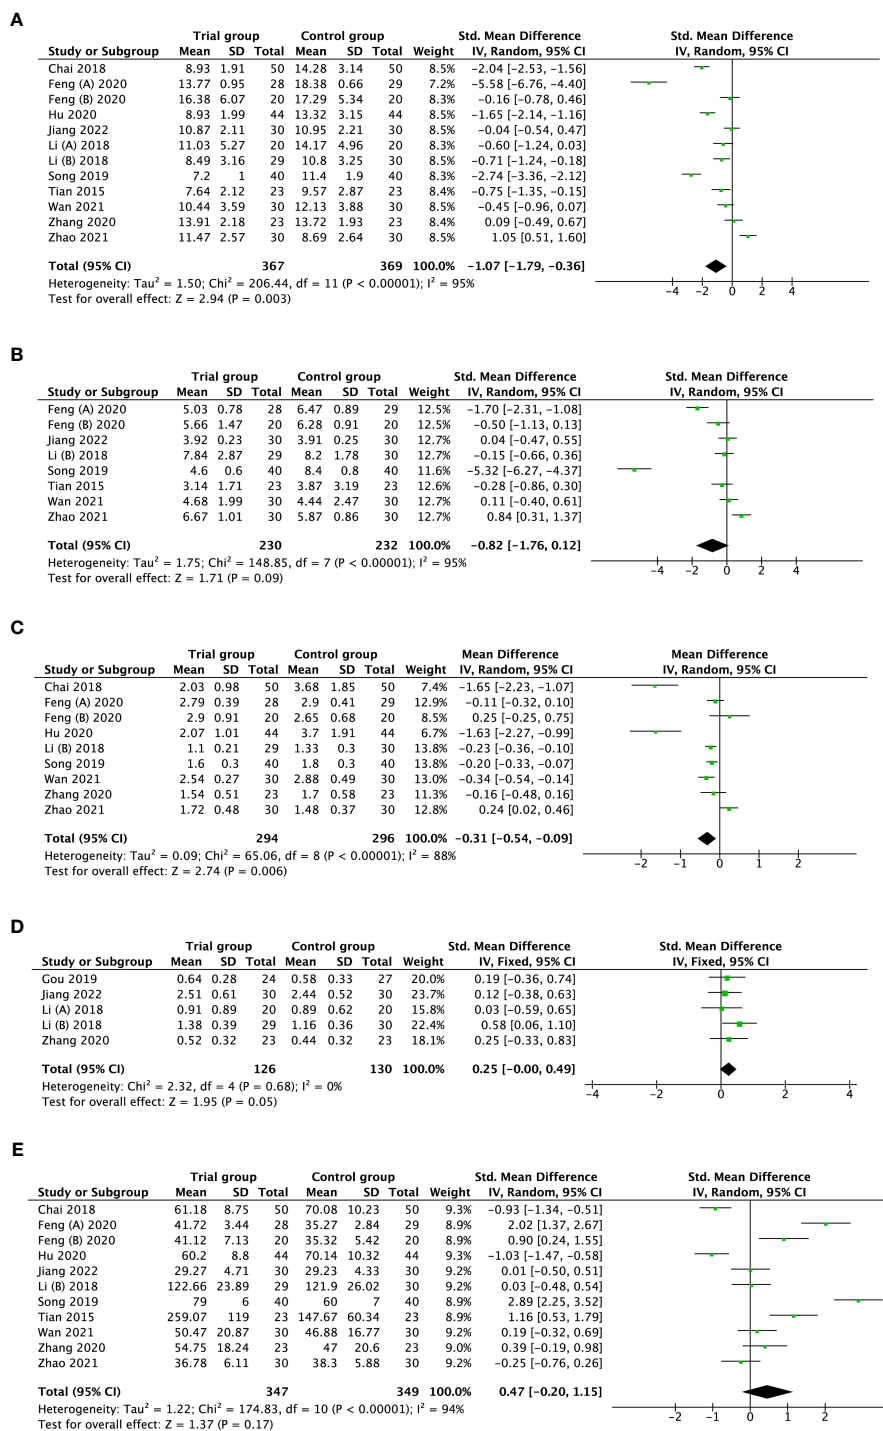 A
Trial group Control group Std. Mean Difference Std. Mean Difference
Study or Subgroup Mean SD Total Mean SD Total Weight IV, Random, 95% CI IV, Random, 95% CI
Chai 2018 8.93 1.91 50 14.28 3.14 50 8.5% -2.04 [-2.53, -1.56]
Feng (A) 2020 13.77 0.95 28 18.38 0.66 29 7.2% -5.58 [-6.76, -4.40]
Feng (B) 2020 16.38 6.07 20 17.29 5.34 20 8.4% -0.16 [-0.78, 0.46]
Hu 2020 8.93 1.99 44 13.32 3.15 44 8.5% -1.65 [-2.14, -1.16]
Jiang 2022 10.87 2.11 30 10.95 2.21 30 8.5% -0.04 [-0.54, 0.47]
Li (A) 2018 11.03 5.27 20 14.17 4.96 20 8.4% -0.60 [-1.24, 0.03]
Li (B) 2018 8.49 3.16 29 10.8 3.25 30 8.5% -0.71 [-1.24, -0.18]
Song 2019 7.2 1 40 11.4 1.9 40 8.4% -2.74 [-3.36, -2.12]
Tian 2015 7.64 2.12 23 9.57 2.87 23 8.4% -0.75 [-1.35, -0.15]
Wan 2021 10.44 3.59 30 12.13 3.88 30 8.5% -0.45 [-0.96, 0.07]
Zhang 2020 13.91 2.18 23 13.72 1.93 23 8.4% 0.09 [-0.49, 0.67]
Zhao 2021 11.47 2.57 30 8.69 2.64 30 8.5% 1.05 [0.51, 1.60]
Total (95% CI) 367 369 100.0% -1.07 [-1.79, -0.36]
Heterogeneity: Tau² = 1.50; Chi² = 206.44, df = 11 (P < 0.00001); I² = 95%
Test for overall effect: Z = 2.94 (P = 0.003)
-4 -2 0 2 4
B
Trial group Control group Std. Mean Difference Std. Mean Difference
Study or Subgroup Mean SD Total Mean SD Total Weight IV, Random, 95% CI IV, Random, 95% CI
Feng (A) 2020 5.03 0.78 28 6.47 0.89 29 12.5% -1.70 [-2.31, -1.08]
Feng (B) 2020 5.66 1.47 20 6.28 0.91 20 12.5% -0.50 [-1.13, 0.13]
Jiang 2022 3.92 0.23 30 3.91 0.25 30 12.7% 0.04 [-0.47, 0.55]
Li (B) 2018 7.84 2.87 29 8.2 1.78 30 12.7% -0.15 [-0.66, 0.36]
Song 2019 4.6 0.6 40 8.4 0.8 40 11.6% -5.32 [-6.27, -4.37]
Tian 2015 3.14 1.71 23 3.87 3.19 23 12.6% -0.28 [-0.86, 0.30]
Wan 2021 4.68 1.99 30 4.44 2.47 30 12.7% 0.11 [-0.40, 0.61]
Zhao 2021 6.67 1.01 30 5.87 0.86 30 12.7% 0.84 [0.31, 1.37]
Total (95% CI) 230 232 100.0% -0.82 [-1.76, 0.12]
Heterogeneity: Tau² = 1.75; Chi² = 148.85, df = 7 (P < 0.00001); I² = 95%
Test for overall effect: Z = 1.71 (P = 0.09)
-4 -2 0 2 4
C
Trial group Control group Mean Difference Mean Difference
Study or Subgroup Mean SD Total Mean SD Total Weight IV, Random, 95% CI IV, Random, 95% CI
Chai 2018 2.03 0.98 50 3.68 1.85 50 7.4% -1.65 [-2.23, -1.07]
Feng (A) 2020 2.79 0.39 28 2.9 0.41 29 12.9% -0.11 [-0.32, 0.10]
Feng (B) 2020 2.9 0.91 20 2.65 0.68 20 8.5% 0.25 [-0.25, 0.75]
Hu 2020 2.07 1.01 44 3.7 1.91 44 6.7% -1.63 [-2.27, -0.99]
Li (B) 2018 1.1 0.21 29 1.33 0.3 30 13.8% -0.23 [-0.36, -0.10]
Song 2019 1.6 0.3 40 1.8 0.3 40 13.8% -0.20 [-0.33, -0.07]
Wan 2021 2.54 0.27 30 2.88 0.49 30 13.0% -0.34 [-0.54, -0.14]
Zhang 2020 1.54 0.51 23 1.7 0.58 23 11.3% -0.16 [-0.48, 0.16]
Zhao 2021 1.72 0.48 30 1.48 0.37 30 12.8% 0.24 [0.02, 0.46]
Total (95% CI) 294 296 100.0% -0.31 [-0.54, -0.09]
Heterogeneity: Tau² = 0.09; Chi² = 65.06, df = 8 (P < 0.00001); I² = 88%
Test for overall effect: Z = 2.74 (P = 0.006)
-2 -1 0 1 2
D
Trial group Control group Std. Mean Difference Std. Mean Difference
Study or Subgroup Mean SD Total Mean SD Total Weight IV, Fixed, 95% CI IV, Fixed, 95% CI
Gou 2019 0.64 0.28 24 0.58 0.33 27 20.0% 0.19 [-0.36, 0.74]
Jiang 2022 2.51 0.61 30 2.44 0.52 30 23.7% 0.12 [-0.38, 0.63]
Li (A) 2018 0.91 0.89 20 0.89 0.62 20 15.8% 0.03 [-0.59, 0.65]
Li (B) 2018 1.38 0.39 29 1.16 0.36 30 22.4% 0.58 [0.06, 1.10]
Zhang 2020 0.52 0.32 23 0.44 0.32 23 18.1% 0.25 [-0.33, 0.83]
Total (95% CI) 126 130 100.0% 0.25 [-0.00, 0.49]
Heterogeneity: Chi² = 2.32, df = 4 (P = 0.68); I² = 0%
Test for overall effect: Z = 1.95 (P = 0.05)
-4 -2 0 2 4
E
Trial group Control group Std. Mean Difference Std. Mean Difference
Study or Subgroup Mean SD Total Mean SD Total Weight IV, Random, 95% CI IV, Random, 95% CI
Chai 2018 61.18 8.75 50 70.08 10.23 50 9.3% -0.93 [-1.34, -0.51]
Feng (A) 2020 41.72 3.44 28 35.27 2.84 29 8.9% 2.02 [1.37, 2.67]
Feng (B) 2020 41.12 7.13 20 35.32 5.42 20 8.9% 0.90 [0.24, 1.55]
Hu 2020 60.2 8.8 44 70.14 10.32 44 9.3% -1.03 [-1.47, -0.58]
Jiang 2022 29.27 4.71 30 29.23 4.33 30 9.2% 0.01 [-0.50, 0.51]
Li (B) 2018 122.66 23.89 29 121.9 26.02 30 9.2% 0.03 [-0.48, 0.54]
Song 2019 79 6 40 60 7 40 8.9% 2.89 [2.25, 3.52]
Tian 2015 259.07 119 23 147.67 60.34 23 8.9% 1.16 [0.53, 1.79]
Wan 2021 50.47 20.87 30 46.88 16.77 30 9.2% 0.19 [-0.32, 0.69]
Zhang 2020 54.75 18.24 23 47 20.6 23 9.0% 0.39 [-0.19, 0.98]
Zhao 2021 36.78 6.11 30 38.3 5.88 30 9.2% -0.25 [-0.76, 0.26]
Total (95% CI) 347 349 100.0% 0.47 [-0.20, 1.15]
Heterogeneity: Tau² = 1.22; Chi² = 174.83, df = 10 (P < 0.00001); I² = 94%
Test for overall effect: Z = 1.37 (P = 0.17)
-2 -1 0 1 2